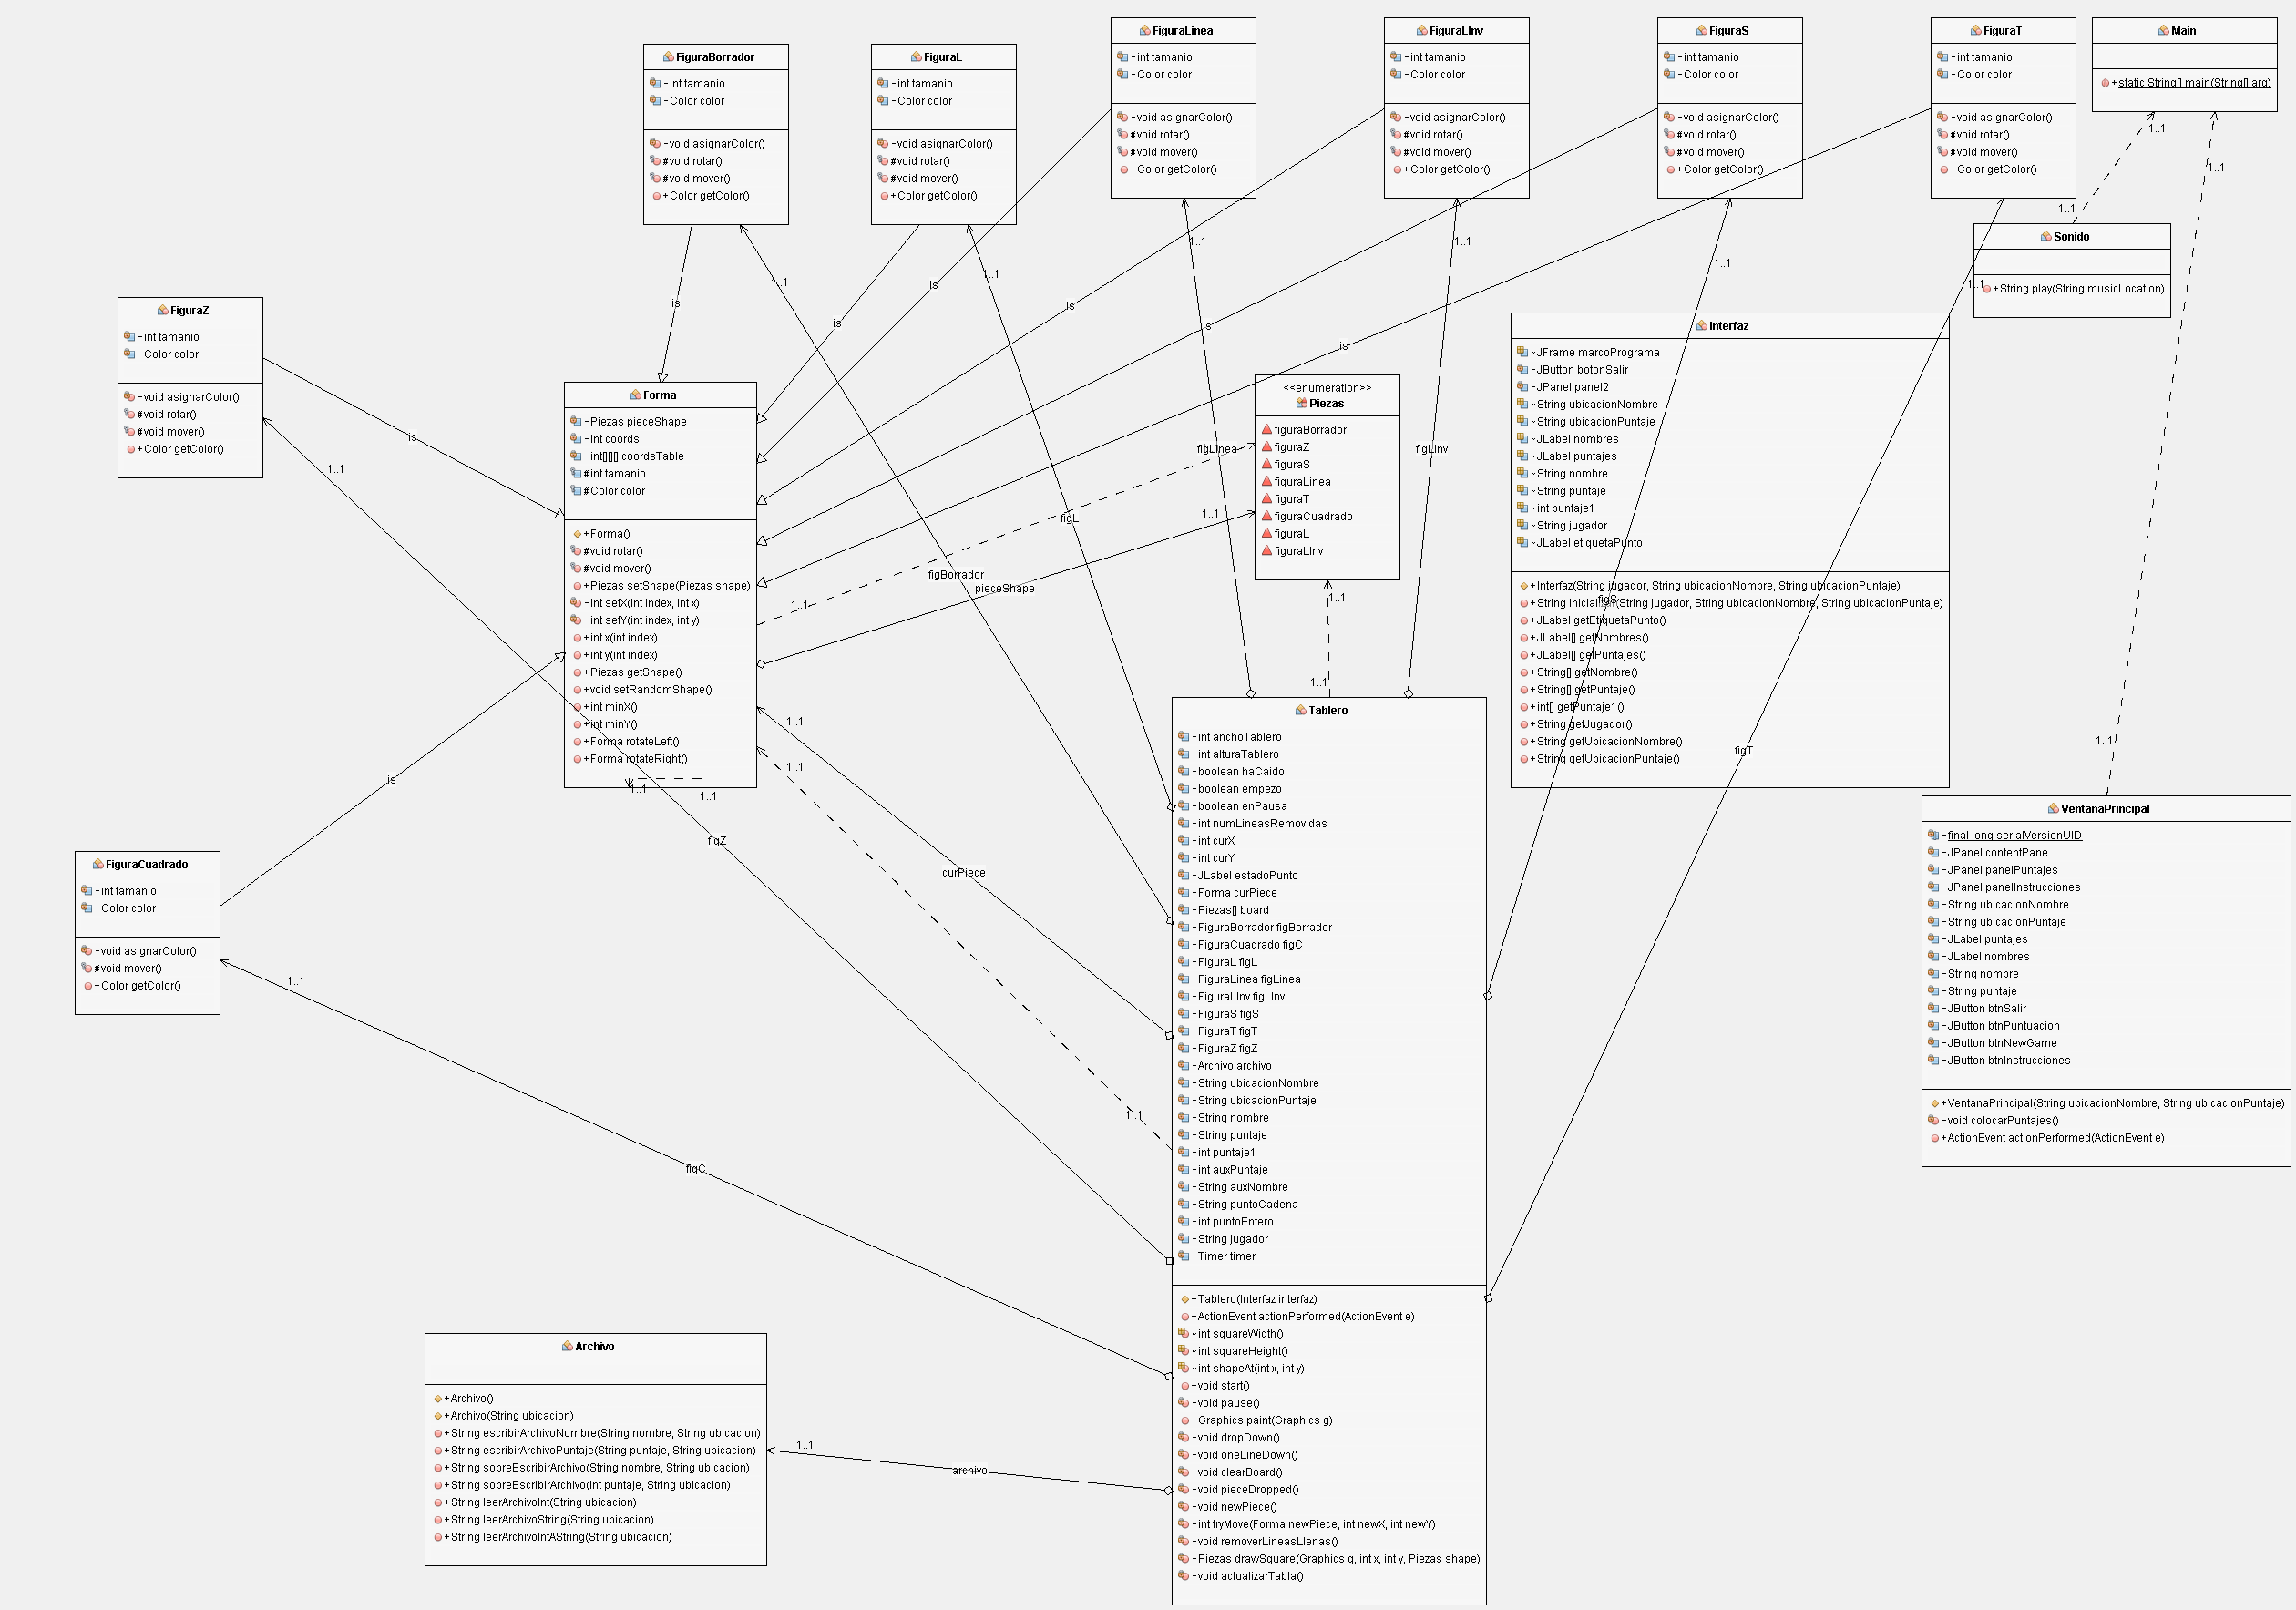 FiguraBorrador
- int tamanio
- Color color
- void asignarColor()
# void rotar()
# void mover()
+ Color getColor()
FiguraL
- int tamanio
- Color color
- void asignarColor()
# void rotar()
# void mover()
+ Color getColor()
FiguraLinea
- int tamanio
- Color color
- void asignarColor()
# void rotar()
# void mover()
+ Color getColor()
FiguraLInv
- int tamanio
- Color color
- void asignarColor()
# void rotar()
# void mover()
+ Color getColor()
FiguraS
- int tamanio
- Color color
- void asignarColor()
# void rotar()
# void mover()
+ Color getColor()
FiguraT
- int tamanio
- Color color
- void asignarColor()
# void rotar()
# void mover()
+ Color getColor()
Main
+ static String[] main(String[] arg)
1..1
1..1
1..1
Sonido
+ String play(String musicLocation)
1..1
1..1
1..1
1..1
1..1
1..1
is
is
is
is
is
is
FiguraZ
- int tamanio
- Color color
- void asignarColor()
# void rotar()
# void mover()
+ Color getColor()
is
1..1
Forma
- Piezas pieceShape
- int coords
- int[][][] coordsTable
# int tamanio
# Color color
+ Forma()
# void rotar()
# void mover()
+ Piezas setShape(Piezas shape)
- int setX(int index, int x)
- int setY(int index, int y)
+ int x(int index)
+ int y(int index)
+ Piezas getShape()
+ void setRandomShape()
+ int minX()
+ int minY()
+ Forma rotateLeft()
+ Forma rotateRight()
1..1
1..1
<<enumeration>>
Piezas
figuraBorrador
figuraZ
figuraS
figuraLinea
figuraT
figuraCuadrado
figuraL
figuraLInv
figLinea
figLInv
figL
1..1
figBorrador
pieceShape
1..1
1..1
1..1
Interfaz
~ JFrame marcoPrograma
- JButton botonSalir
- JPanel panel2
~ String ubicacionNombre
~ String ubicacionPuntaje
~ JLabel nombres
~ JLabel puntajes
~ String nombre
~ String puntaje
~ int puntaje1
~ String jugador
~ JLabel etiquetaPunto
+ Interfaz(String jugador, String ubicacionNombre, String ubicacionPuntaje)
(String jugador, String ubicacionNombre, String ubicacionPuntaje)
+ JLabel getEtiquetaPunto()
+ JLabel[] getNombres()
+ JLabel[] getPuntajes()
+ String[] getNombre()
+ String[] getPuntaje()
+ int[] getPuntaje1()
+ String getJugador()
+ String getUbicacionNombre()
+ String getUbicacionPuntaje()
figS
figT
1..1
VentanaPrincipal
- final long serialVersionUID
- JPanel contentPane
- JPanel panelPuntajes
- JPanel panelInstrucciones
- String ubicacionNombre
- String ubicacionPuntaje
- JLabel puntajes
- JLabel nombres
- String nombre
- String puntaje
- JButton btnSalir
- JButton btnPuntuacion
- JButton btnNewGame
- JButton btnInstrucciones
+ VentanaPrincipal(String ubicacionNombre, String ubicacionPuntaje)
- void colocarPuntajes()
+ ActionEvent actionPerformed(ActionEvent e)
is
FiguraCuadrado
- int tamanio
- Color color
- void asignarColor()
# void mover()
+ Color getColor()
1..1
figZ
1..1
1..1
curPiece
1..1
figC
Tablero
- int anchoTablero
- int alturaTablero
- boolean haCaido
- boolean empezo
- boolean enPausa
- int numLineasRemovidas
- int curX
- int curY
- JLabel estadoPunto
- Forma curPiece
- Piezas[] board
- FiguraBorrador figBorrador
- FiguraCuadrado figC
- FiguraL figL
- FiguraLinea figLinea
- FiguraLInv figLInv
- FiguraS figS
- FiguraT figT
- FiguraZ figZ
- Archivo archivo
- String ubicacionNombre
- String ubicacionPuntaje
- String nombre
- String puntaje
- int puntaje1
- int auxPuntaje
- String auxNombre
- String puntoCadena
- int puntoEntero
- String jugador
- Timer timer
+ Tablero(Interfaz interfaz)
+ ActionEvent actionPerformed(ActionEvent e)
~ int squareWidth()
~ int squareHeight()
~ int shapeAt(int x, int y)
+ void start()
- void pause()
+ Graphics paint(Graphics g)
- void dropDown()
- void oneLineDown()
- void clearBoard()
- void pieceDropped()
- void newPiece()
- int tryMove(Forma newPiece, int newX, int newY)
- void removerLineasLlenas()
- Piezas drawSquare(Graphics g, int x, int y, Piezas shape)
- void actualizarTabla()
Archivo
+ Archivo()
+ Archivo(String ubicacion)
+ String escribirArchivoNombre(String nombre, String ubicacion)
+ String escribirArchivoPuntaje(String puntaje, String ubicacion)
+ String sobreEscribirArchivo(String nombre, String ubicacion)
+ String sobreEscribirArchivo(int puntaje, String ubicacion)
+ String leerArchivoInt(String ubicacion)
+ String leerArchivoString(String ubicacion)
+ String leerArchivoIntAString(String ubicacion)
1..1
archivo